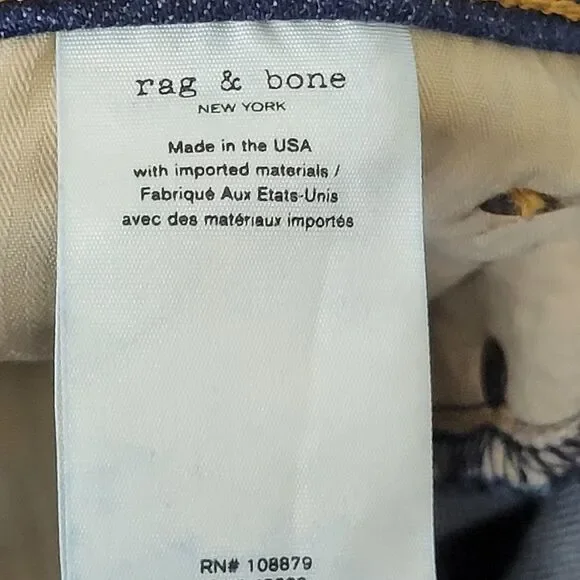 rag & bone
NEW YORK
Made in the USA
with imported materials /
Fabriqué Aux Etats-Unis
avec des matériaux importés
RN# 108879